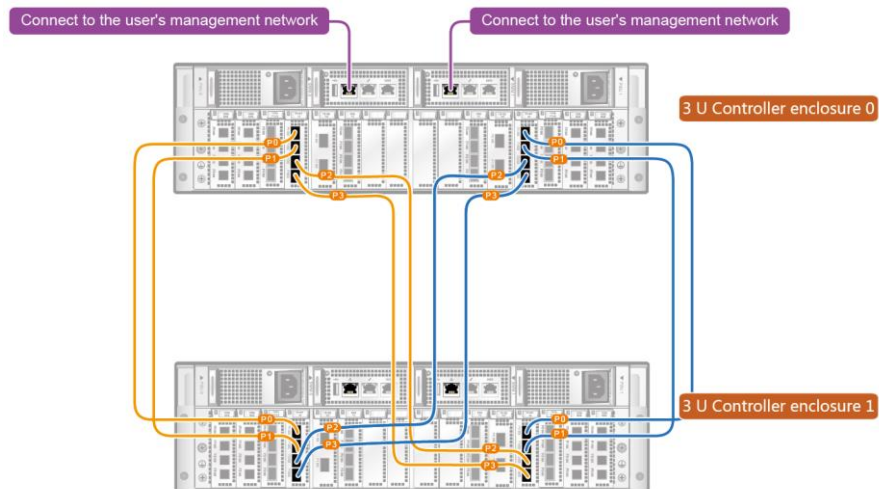 Connect to the user's management network
Connect to the user's management network
3 U Controller enclosure 0
P0
P0
P1
P1
P2
P2
P3
P3
3 U Controller enclosure 1
P0
P0
P2
P1
P1
P3
P2
P3